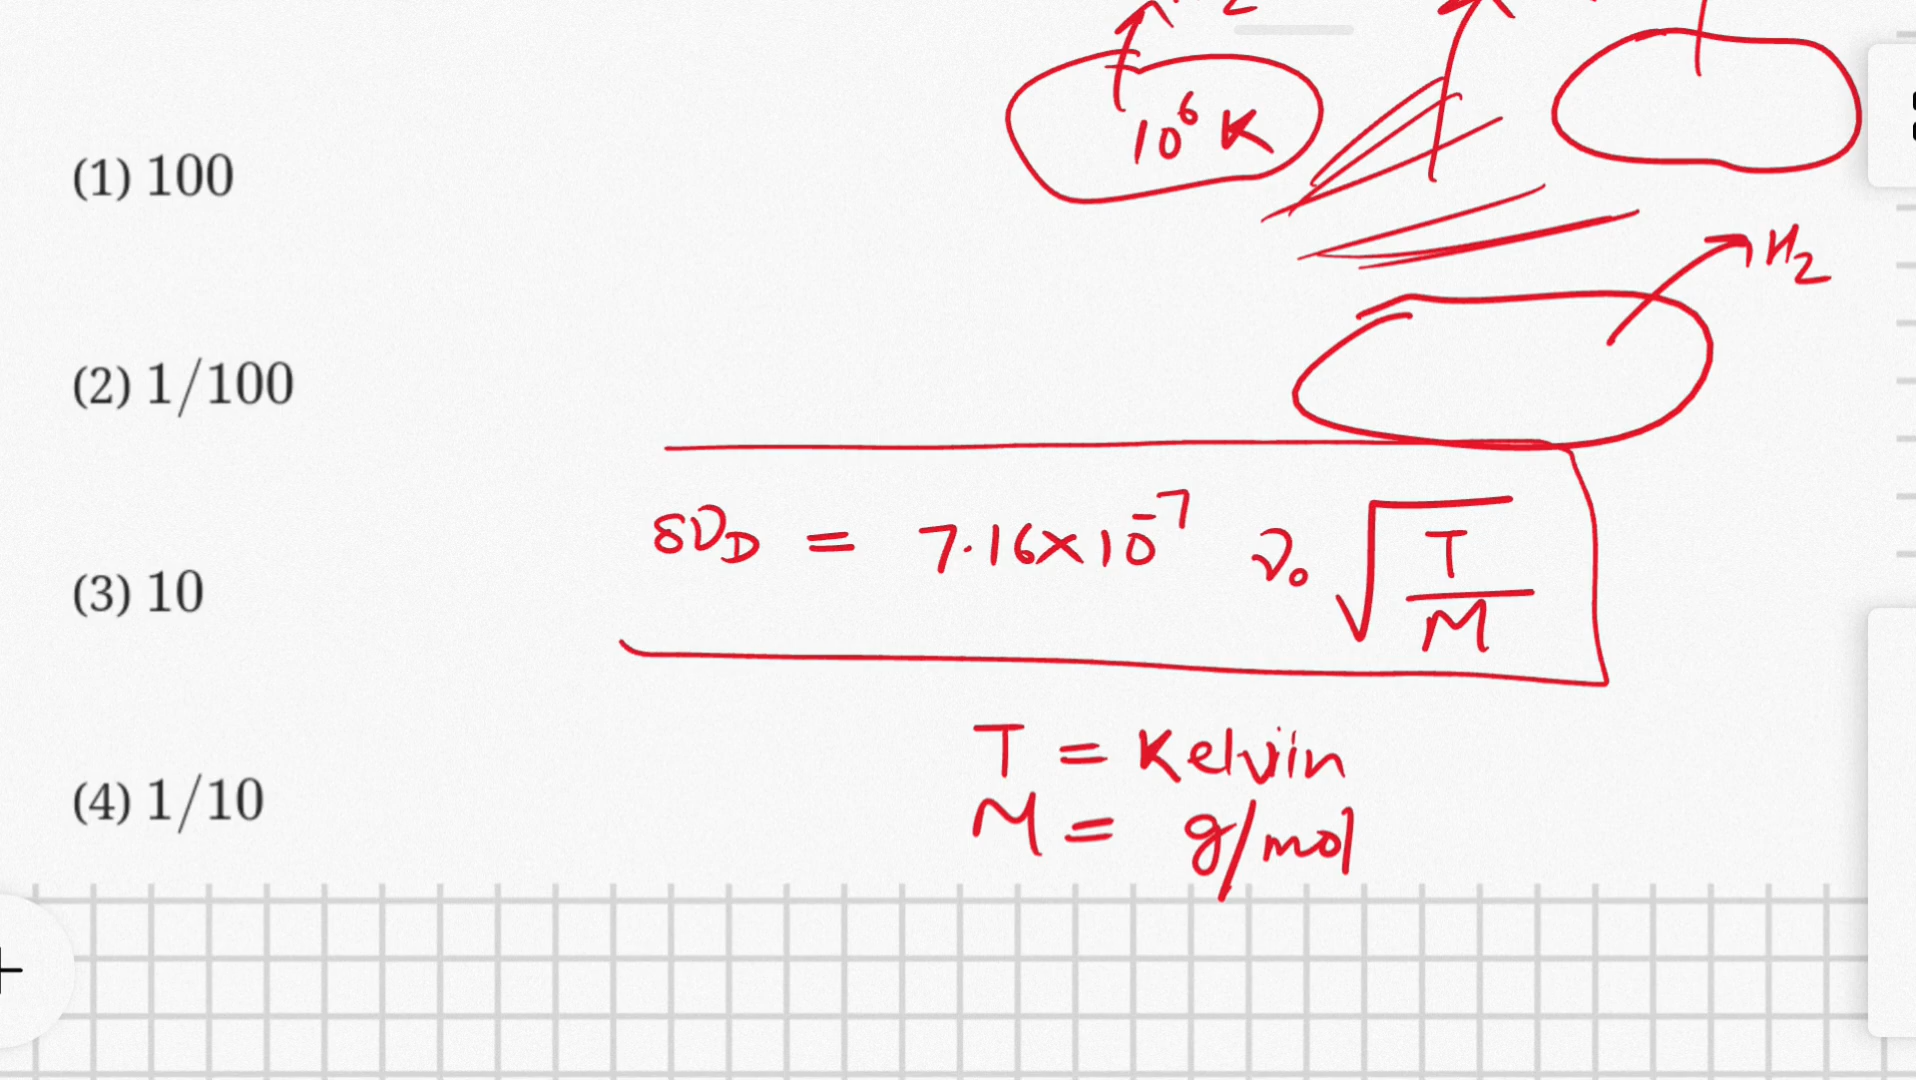 (1) 100
10⁶ K
H₂
(2) 1/100
δν_D = 7.16×10⁻⁷ ν₀ √(T/M)
(3) 10
T = Kelvin
M = g/mol
(4) 1/10